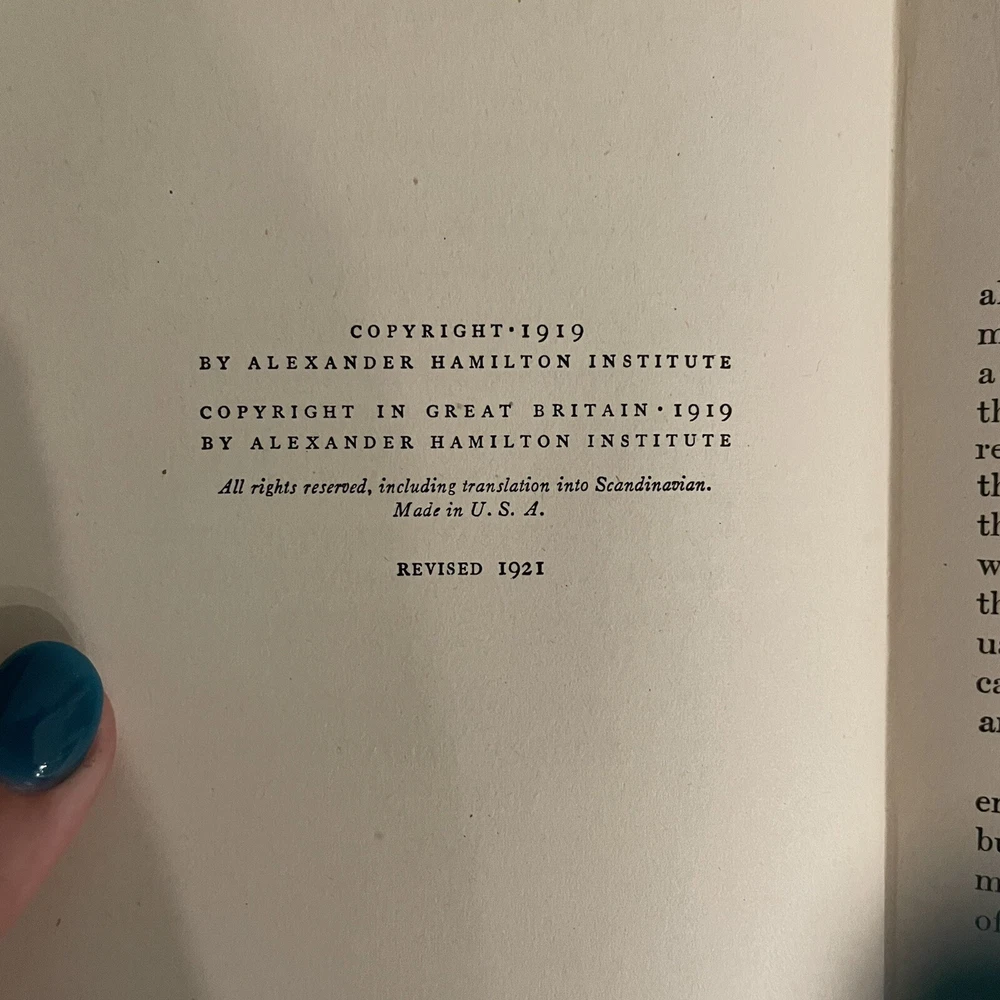 COPYRIGHT·1919
BY ALEXANDER HAMILTON INSTITUTE
COPYRIGHT IN GREAT BRITAIN·1919
BY ALEXANDER HAMILTON INSTITUTE
All rights reserved, including translation into Scandinavian.
Made in U. S. A.
REVISED 1921
a